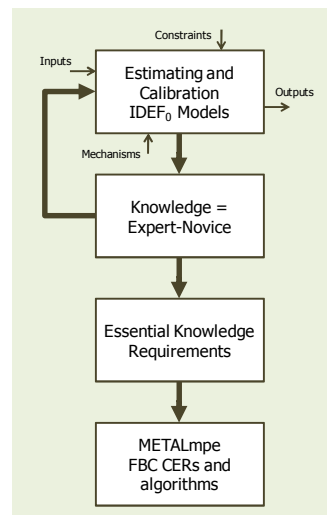 Constraints
Inputs
Estimating and
Calibration
IDEF₀ Models
Outputs
Mechanisms
Knowledge =
Expert-Novice
Essential Knowledge
Requirements
METALmpe
FBC CERs and
algorithms